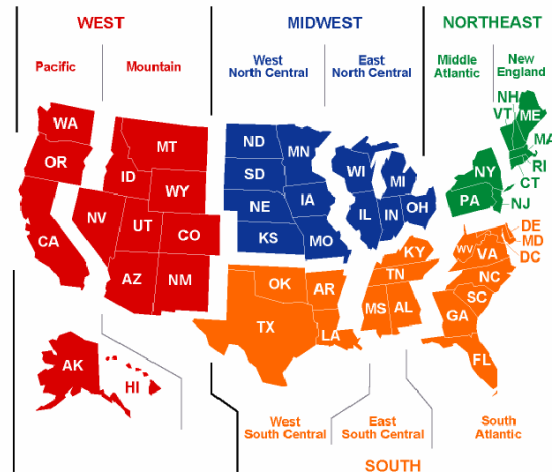 WEST
MIDWEST
NORTHEAST
Pacific
Mountain
West
North Central
East
North Central
Middle
Atlantic
New
England
WA
OR
CA
NV
ID
MT
WY
UT
CO
AZ
NM
AK
HI
ND
SD
NE
KS
MN
IA
MO
WI
MI
IL
IN
OH
NH
VT
ME
MA
RI
CT
NY
PA
NJ
OK
TX
AR
LA
KY
TN
MS
AL
DE
MD
DC
WV
VA
NC
SC
GA
FL
West
South Central
East
South Central
South
Atlantic
SOUTH